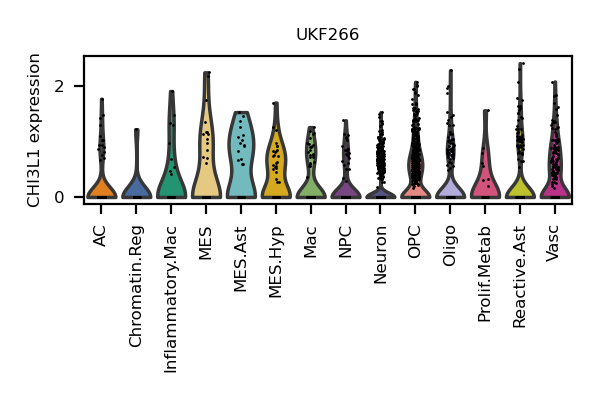 UKF266
CHI3L1 expression
2
0
AC
Chromatin.Reg
Inflammatory.Mac
MES
MES.Ast
MES.Hyp
Mac
NPC
Neuron
OPC
Oligo
Prolif.Metab
Reactive.Ast
Vasc